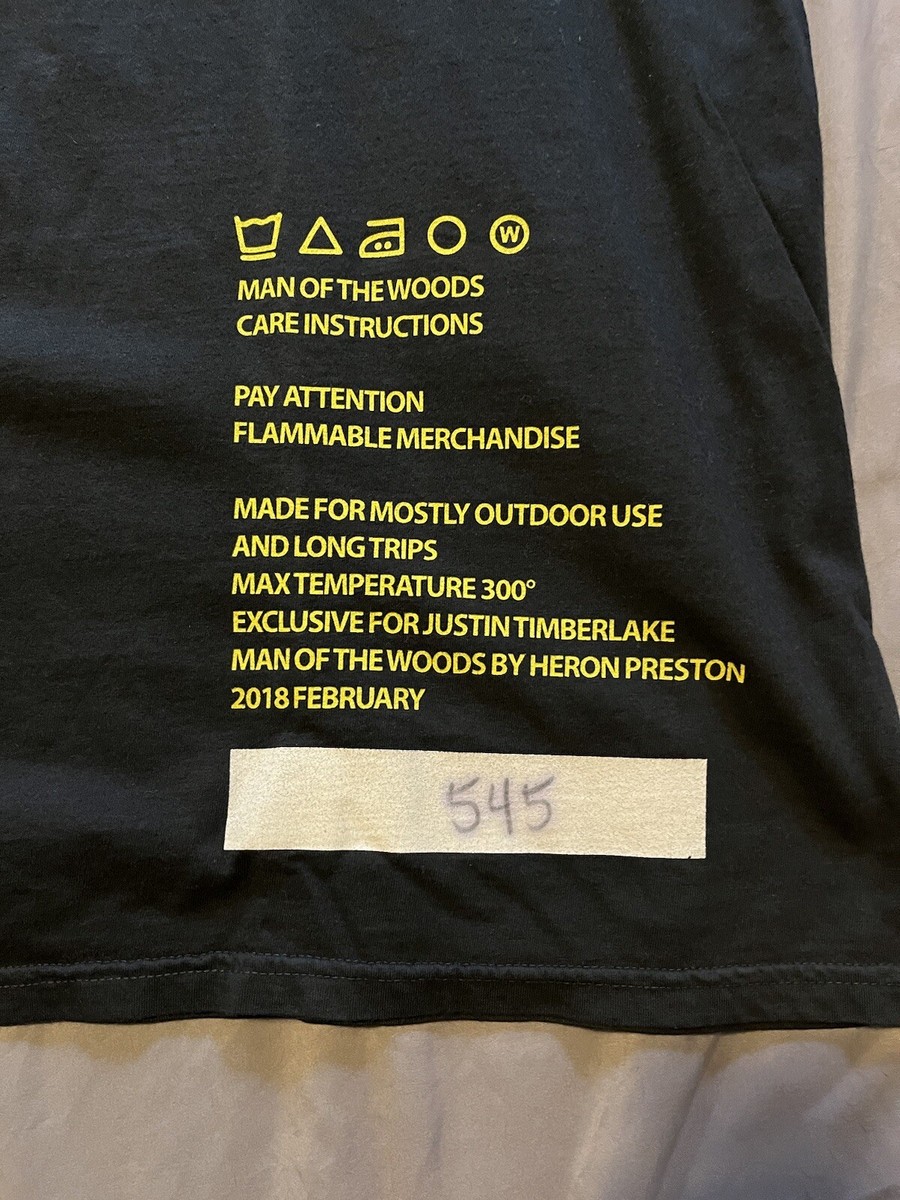 W
MAN OF THE WOODS
CARE INSTRUCTIONS
PAY ATTENTION
FLAMMABLE MERCHANDISE
MADE FOR MOSTLY OUTDOOR USE
AND LONG TRIPS
MAX TEMPERATURE 300°
EXCLUSIVE FOR JUSTIN TIMBERLAKE
MAN OF THE WOODS BY HERON PRESTON
2018 FEBRUARY
545